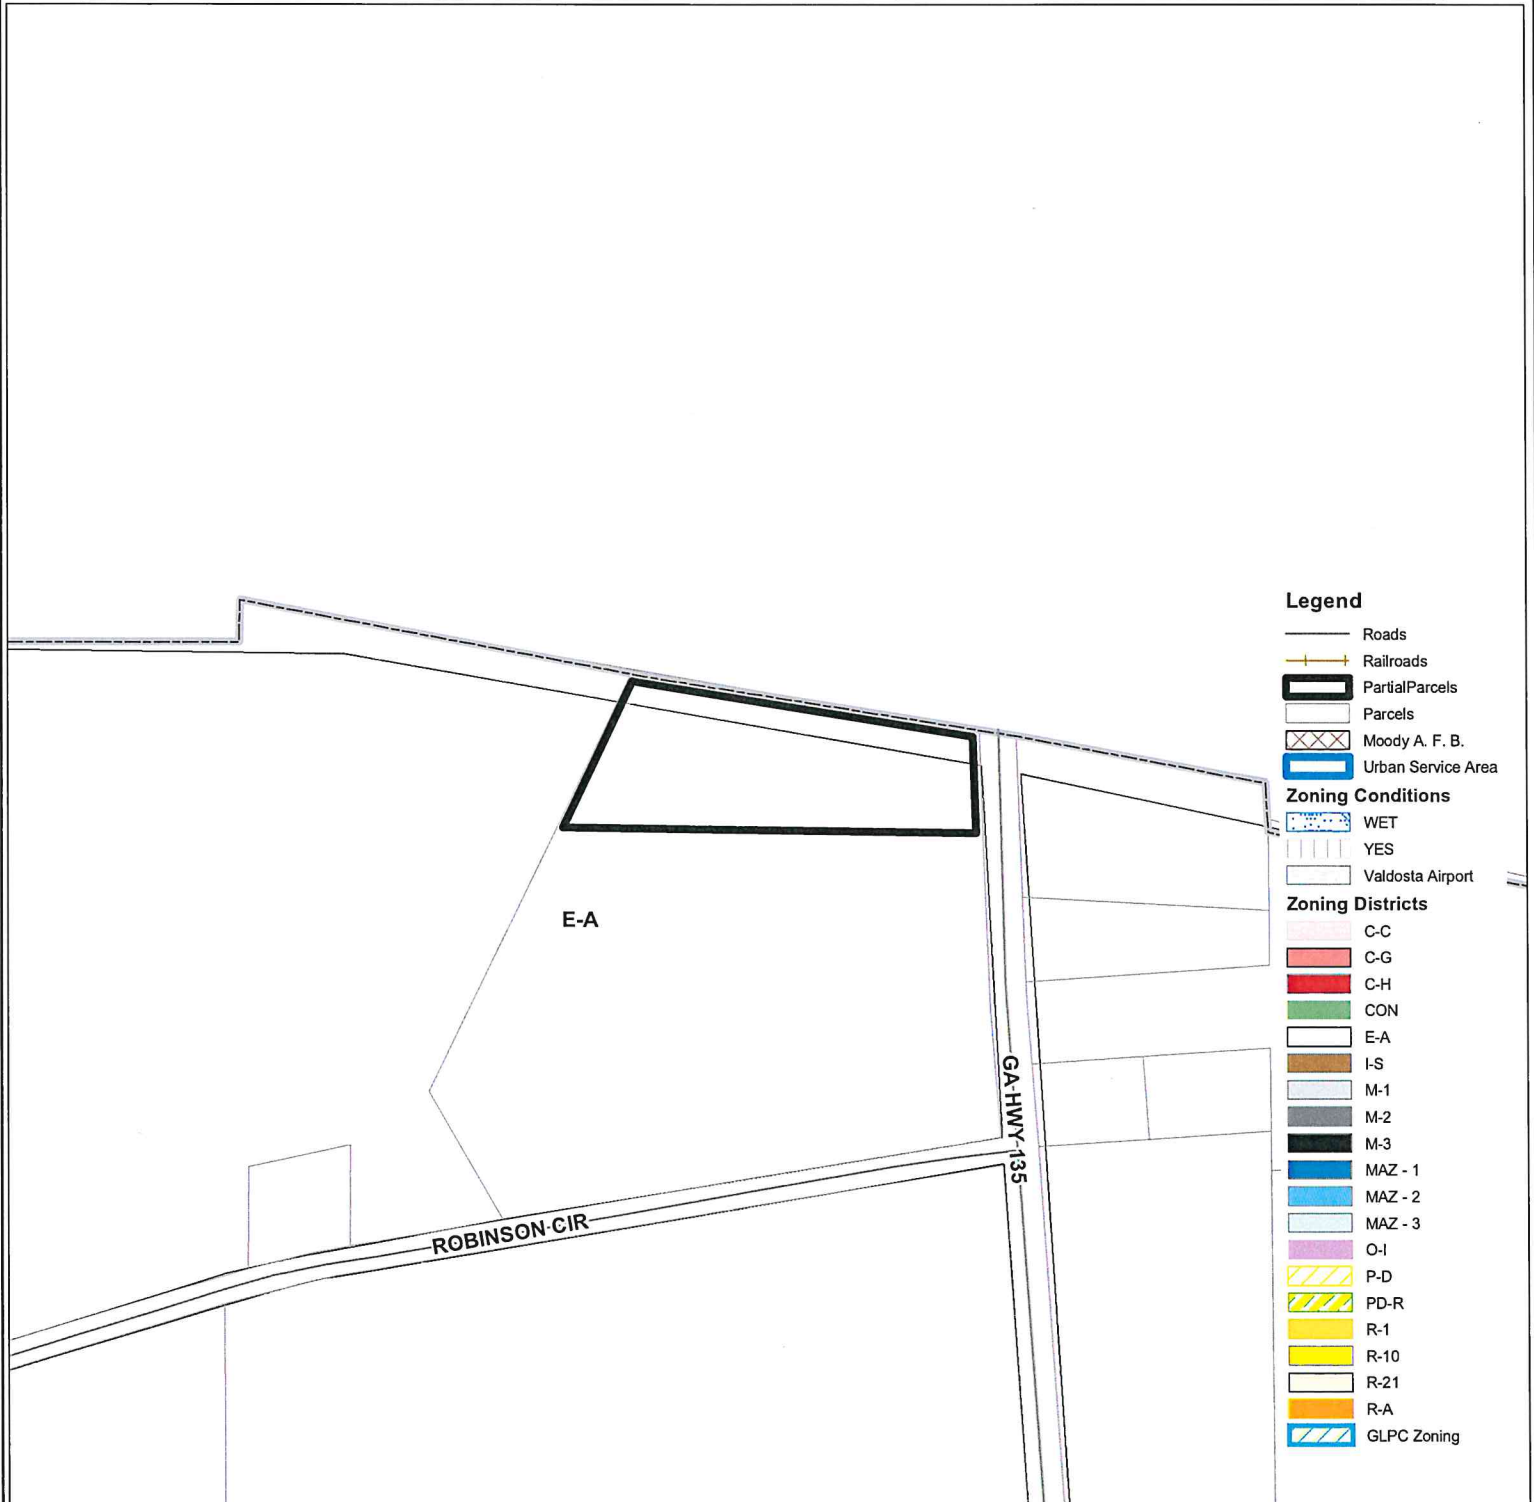 Legend
Roads
Railroads
PartialParcels
Parcels
Moody A. F. B.
Urban Service Area
Zoning Conditions
WET
YES
Valdosta Airport
Zoning Districts
C-C
C-G
C-H
CON
E-A
I-S
M-1
M-2
M-3
MAZ - 1
MAZ - 2
MAZ - 3
O-I
P-D
PD-R
R-1
R-10
R-21
R-A
GLPC Zoning
E-A
GA HWY 135
ROBINSON CIR